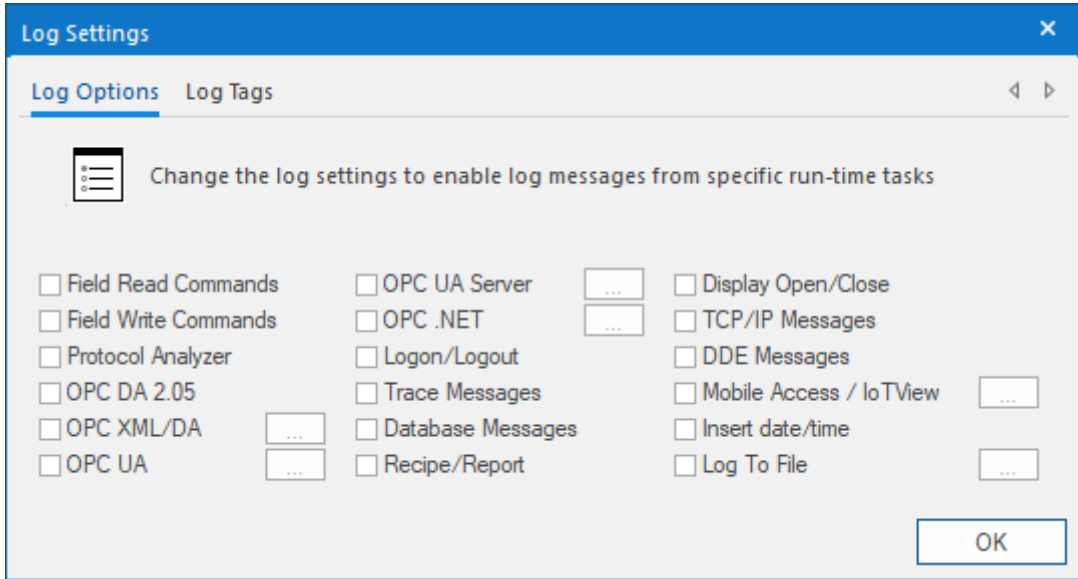 Log Settings
Log Options Log Tags
Change the log settings to enable log messages from specific run-time tasks
Field Read Commands OPC UA Server ... Display Open/Close
Field Write Commands OPC .NET ... TCP/IP Messages
Protocol Analyzer Logon/Logout DDE Messages
OPC DA 2.05 Trace Messages Mobile Access / IoTView ...
OPC XML/DA ... Database Messages Insert date/time
OPC UA ... Recipe/Report Log To File ...
OK